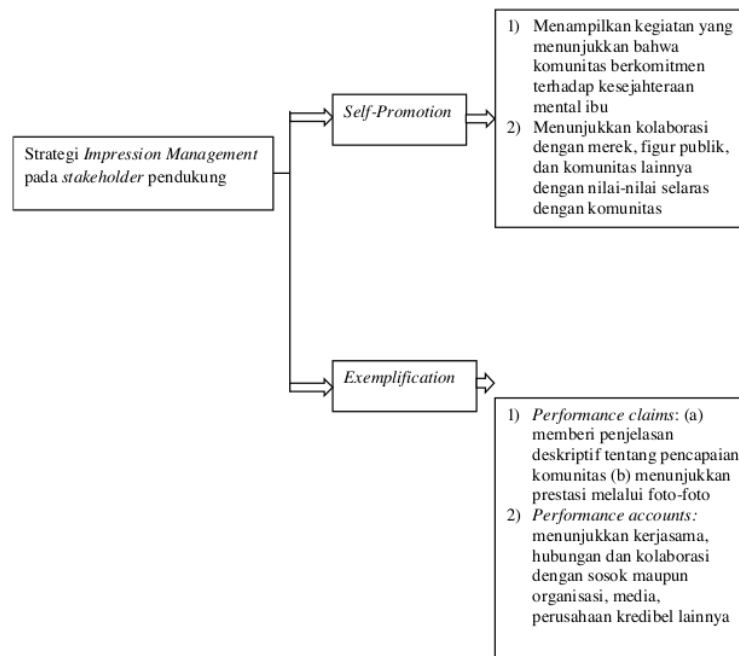 Strategi Impression Management
pada stakeholder pendukung
Self-Promotion
1) Menampilkan kegiatan yang
menunjukkan bahwa
komunitas berkomitmen
terhadap kesejahteraan
mental ibu
2) Menunjukkan kolaborasi
dengan merek, figur publik,
dan komunitas lainnya
dengan nilai-nilai selaras
dengan komunitas
Exemplification
1) Performance claims: (a)
memberi penjelasan
deskriptif tentang pencapaian
komunitas (b) menunjukkan
prestasi melalui foto-foto
2) Performance accounts:
menunjukkan kerjasama,
hubungan dan kolaborasi
dengan sosok maupun
organisasi, media,
perusahaan kredibel lainnya